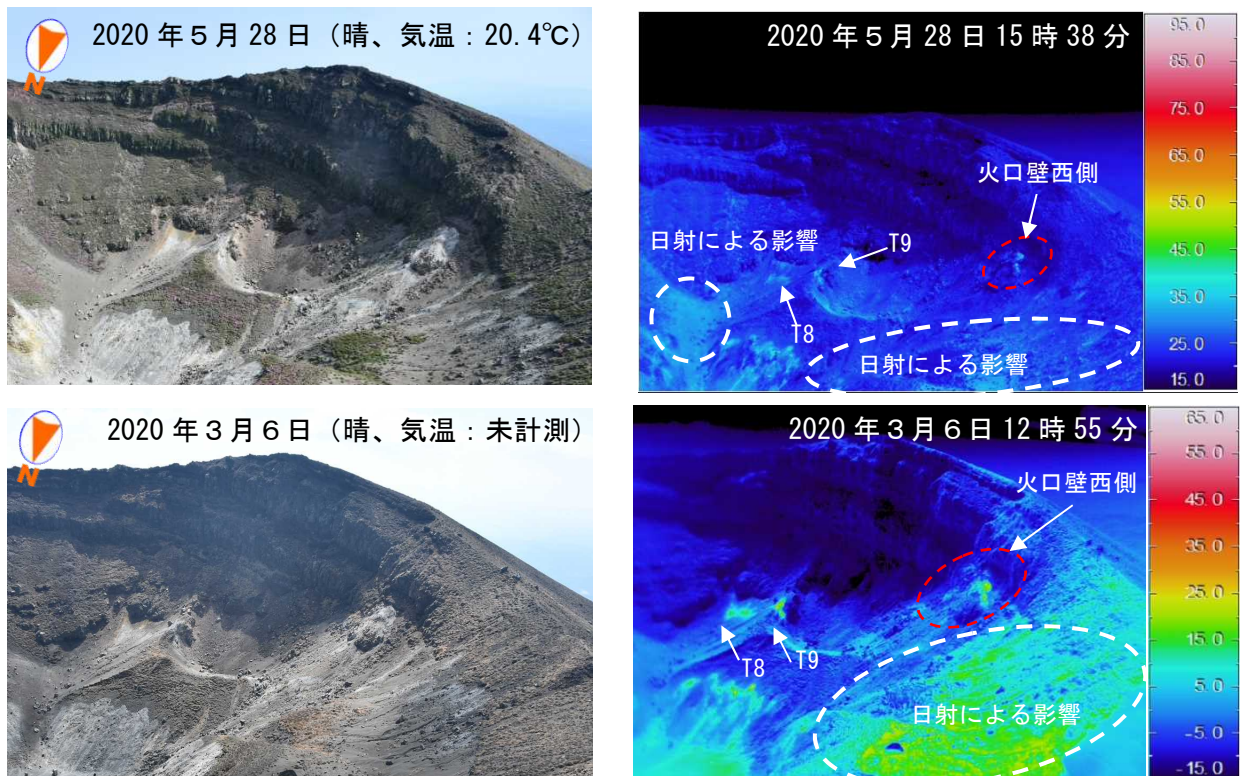 2020年5月28日（晴、気温：20.4℃）
N
2020年5月28日15時38分
火口壁西側
日射による影響
T9
T8
日射による影響
95.0
85.0
75.0
65.0
55.0
45.0
35.0
25.0
15.0
2020年3月6日（晴、気温：未計測）
N
2020年3月6日12時55分
火口壁西側
T8
T9
日射による影響
65.0
55.0
45.0
35.0
25.0
15.0
5.0
-5.0
-15.0